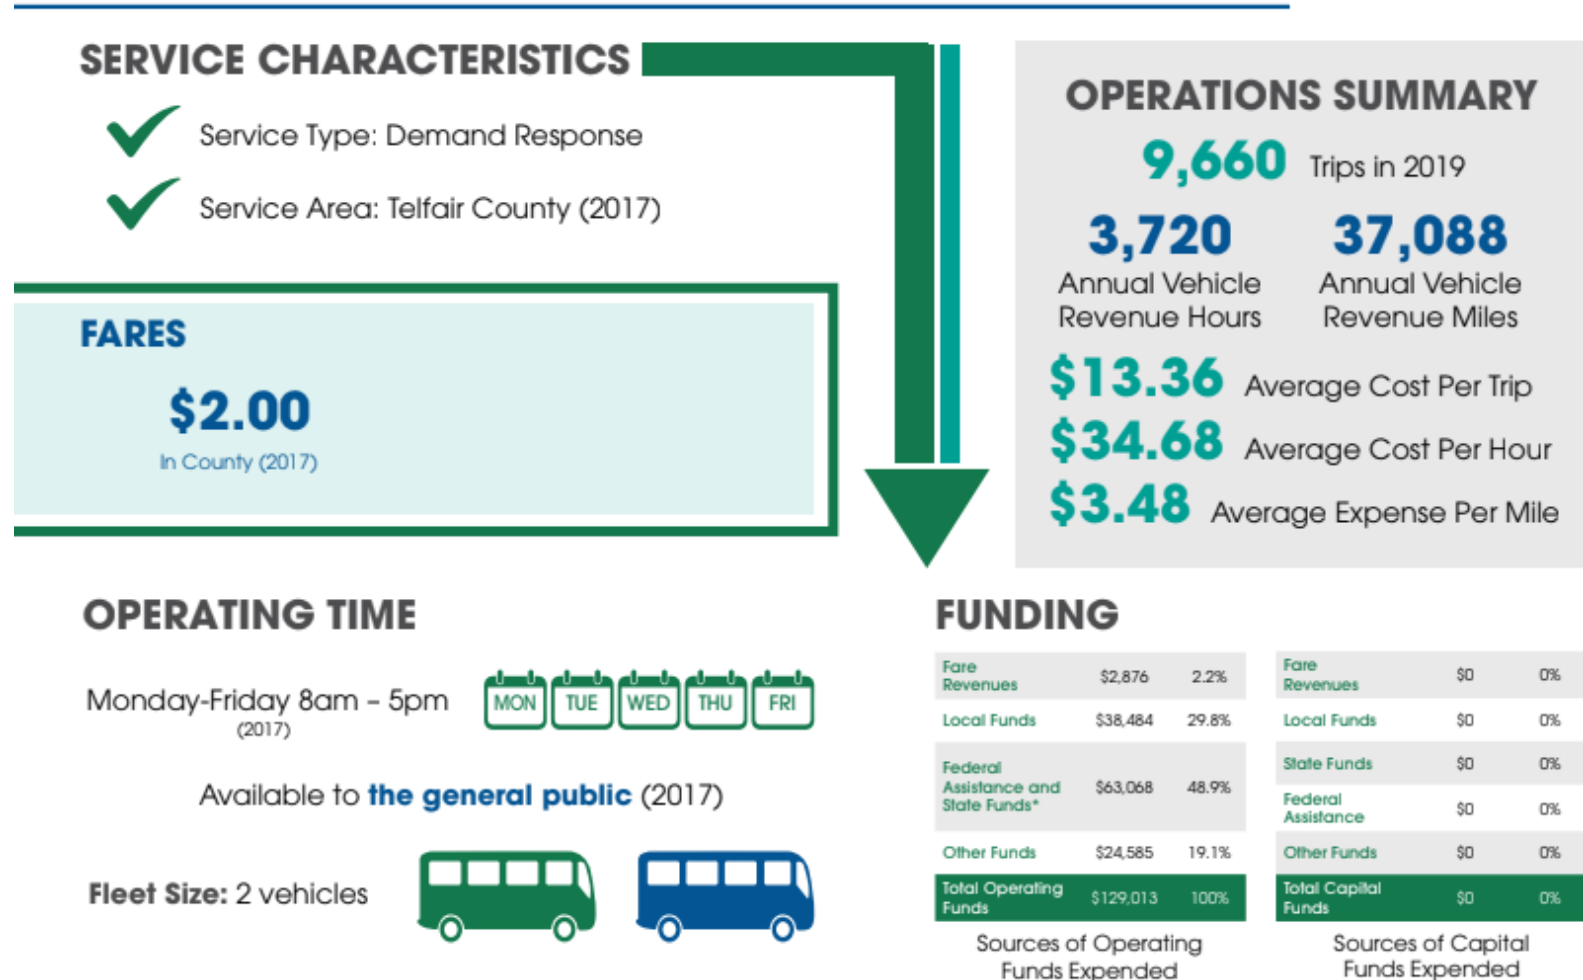 SERVICE CHARACTERISTICS
Service Type: Demand Response
Service Area: Telfair County (2017)
FARES
$2.00
In County (2017)
OPERATIONS SUMMARY
9,660 Trips in 2019
3,720 37,088
Annual Vehicle Annual Vehicle
Revenue Hours Revenue Miles
$13.36 Average Cost Per Trip
$34.68 Average Cost Per Hour
$3.48 Average Expense Per Mile
OPERATING TIME
Monday-Friday 8am – 5pm
(2017)
MON TUE WED THU FRI
Available to the general public (2017)
Fleet Size: 2 vehicles
FUNDING
Fare
Revenues $2,876 2.2%
Local Funds $38,484 29.8%
Federal
Assistance and
State Funds* $63,068 48.9%
Other Funds $24,585 19.1%
Total Operating
Funds $129,013 100%
Sources of Operating
Funds Expended
Fare
Revenues $0 0%
Local Funds $0 0%
State Funds $0 0%
Federal
Assistance $0 0%
Other Funds $0 0%
Total Capital
Funds $0 0%
Sources of Capital
Funds Expended